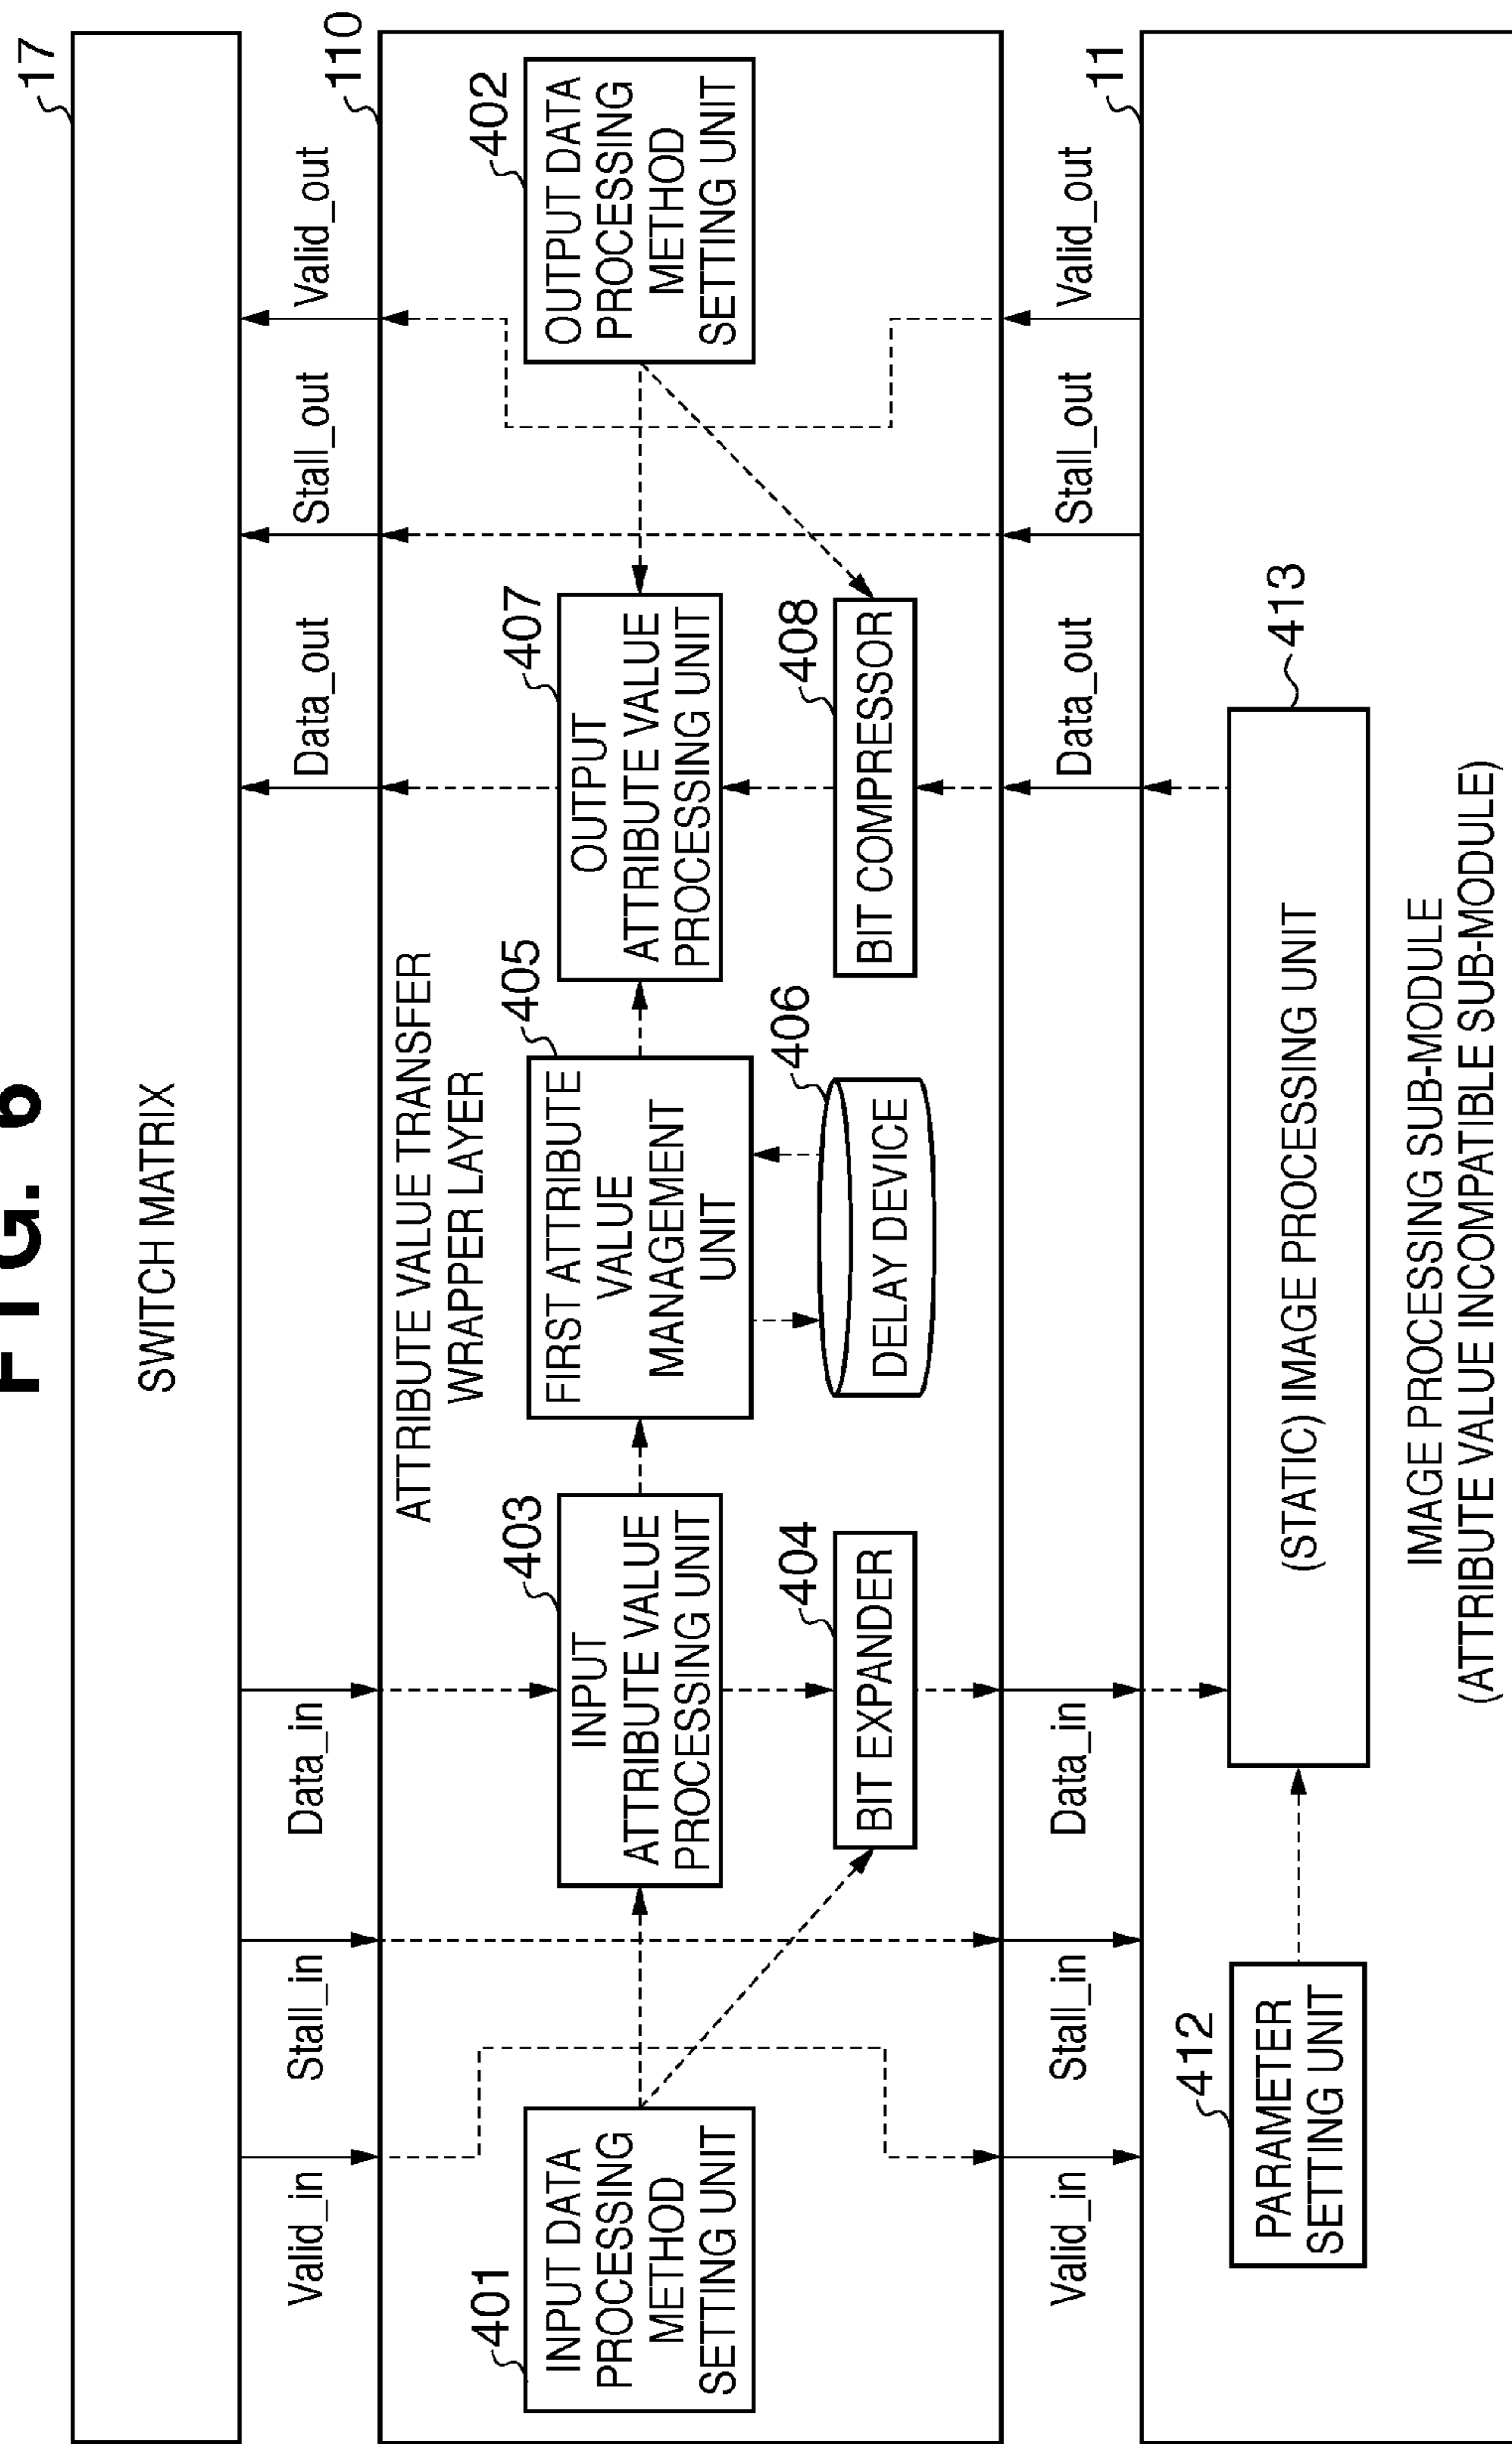 FIG. 6
17
SWITCH MATRIX
Valid_in
Stall_in
Data_in
Data_out
Stall_out
Valid_out
110
ATTRIBUTE VALUE TRANSFER
WRAPPER LAYER
401
INPUT DATA
PROCESSING
METHOD
SETTING UNIT
403
INPUT
ATTRIBUTE VALUE
PROCESSING UNIT
404
BIT EXPANDER
405
FIRST ATTRIBUTE
VALUE
MANAGEMENT
UNIT
406
DELAY DEVICE
407
OUTPUT
ATTRIBUTE VALUE
PROCESSING UNIT
408
BIT COMPRESSOR
402
OUTPUT DATA
PROCESSING
METHOD
SETTING UNIT
Valid_in
Stall_in
Data_in
Data_out
Stall_out
Valid_out
11
412
PARAMETER
SETTING UNIT
413
(STATIC) IMAGE PROCESSING UNIT
IMAGE PROCESSING SUB-MODULE
(ATTRIBUTE VALUE INCOMPATIBLE SUB-MODULE)